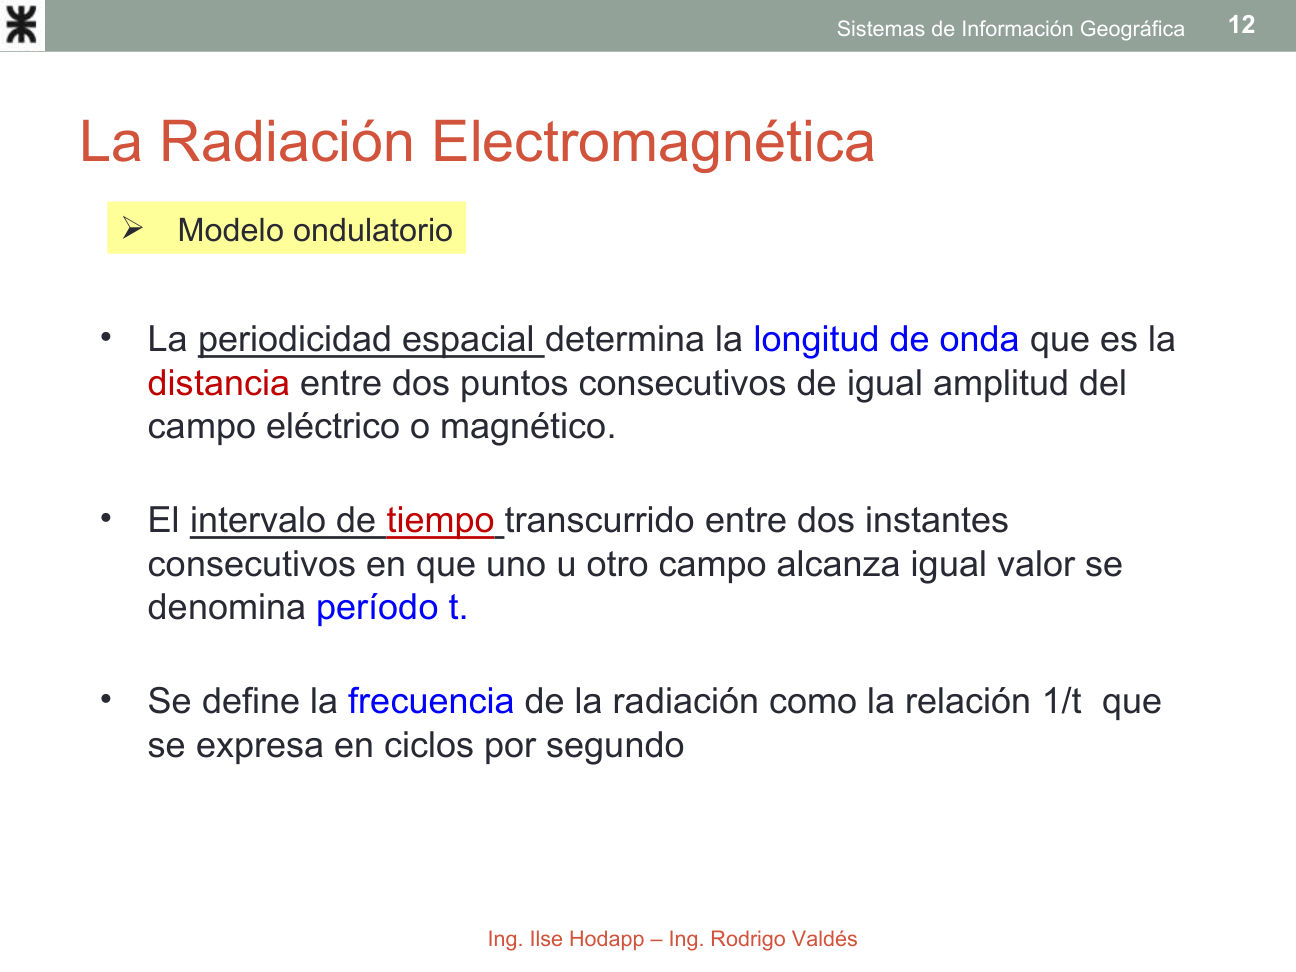 Sistemas de Información Geográfica 12
La Radiación Electromagnética
➢ Modelo ondulatorio
• La periodicidad espacial determina la longitud de onda que es la
distancia entre dos puntos consecutivos de igual amplitud del
campo eléctrico o magnético.
• El intervalo de tiempo transcurrido entre dos instantes
consecutivos en que uno u otro campo alcanza igual valor se
denomina período t.
• Se define la frecuencia de la radiación como la relación 1/t que
se expresa en ciclos por segundo
Ing. Ilse Hodapp – Ing. Rodrigo Valdés